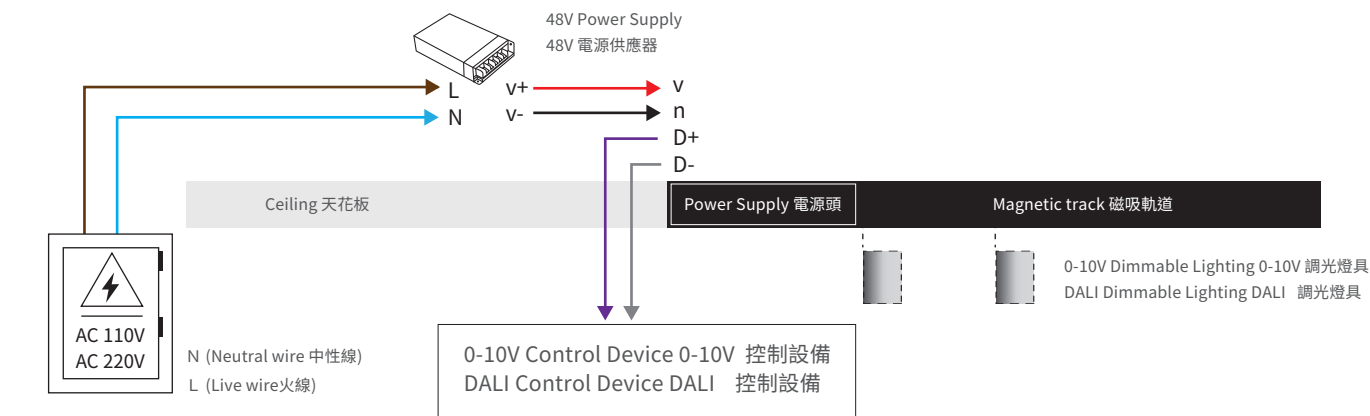 48V Power Supply
48V 電源供應器
L
v+
v
N
v-
n
D+
D-
Ceiling 天花板
Power Supply 電源頭
Magnetic track 磁吸軌道
0-10V Dimmable Lighting 0-10V 調光燈具
DALI Dimmable Lighting DALI 調光燈具
AC 110V
AC 220V
N (Neutral wire 中性線)
L (Live wire火線)
0-10V Control Device 0-10V 控制設備
DALI Control Device DALI 控制設備